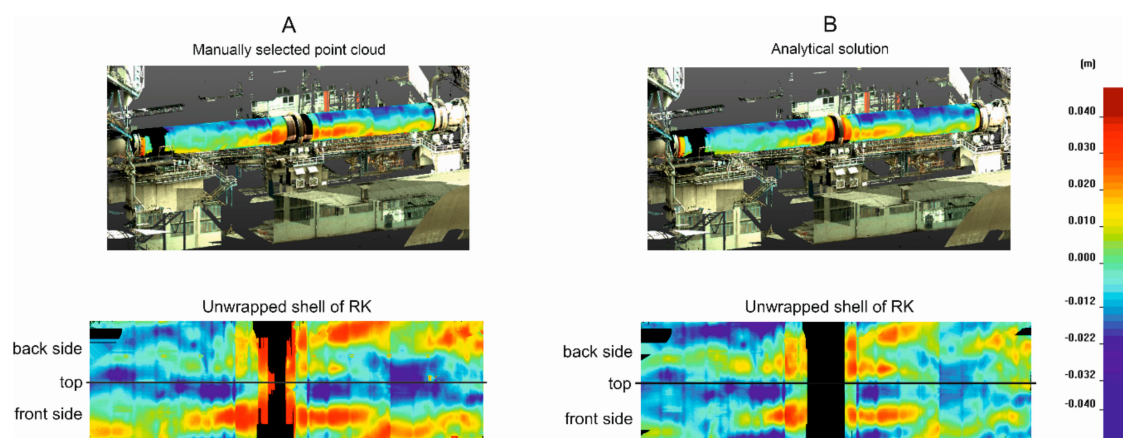 A
Manually selected point cloud
B
Analytical solution
[m]
0.040
0.030
0.020
0.010
0.000
-0.012
-0.022
-0.032
-0.040
Unwrapped shell of RK
back side
top
front side
Unwrapped shell of RK
back side
top
front side